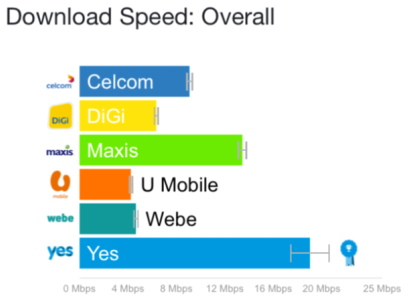 Download Speed: Overall
celcom Celcom
DiGi DiGi
maxis Maxis
mobile U Mobile
webe Webe
yes Yes
0 Mbps 4 Mbps 8 Mbps 12 Mbps 16 Mbps 20 Mbps 25 Mbps